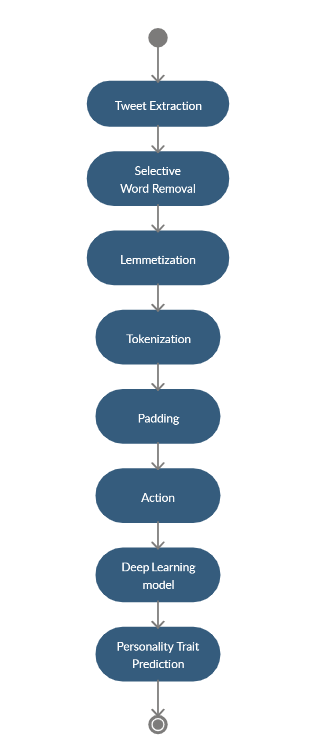 Tweet Extraction
Selective
Word Removal
Lemmetization
Tokenization
Padding
Action
Deep Learning
model
Personality Trait
Prediction